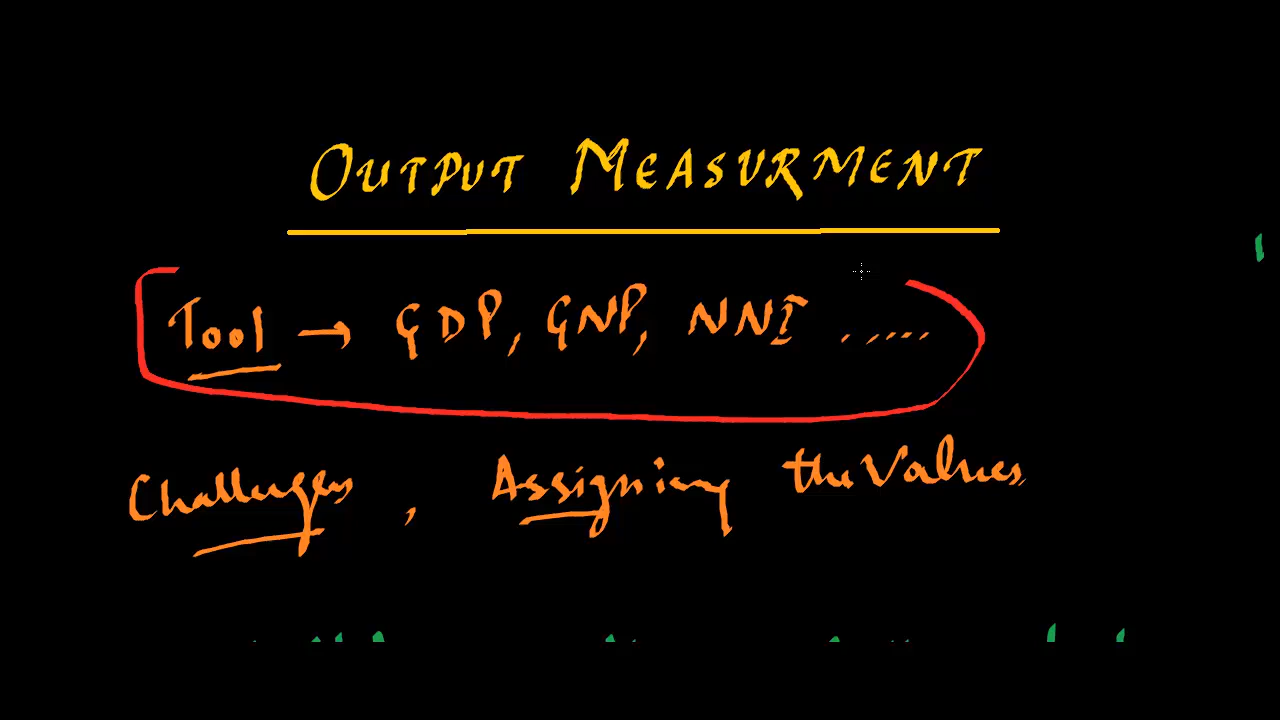 OUTPUT MEASURMENT
Tool → GDP, GNP, NNI ......
Challenges, Assigning the Values